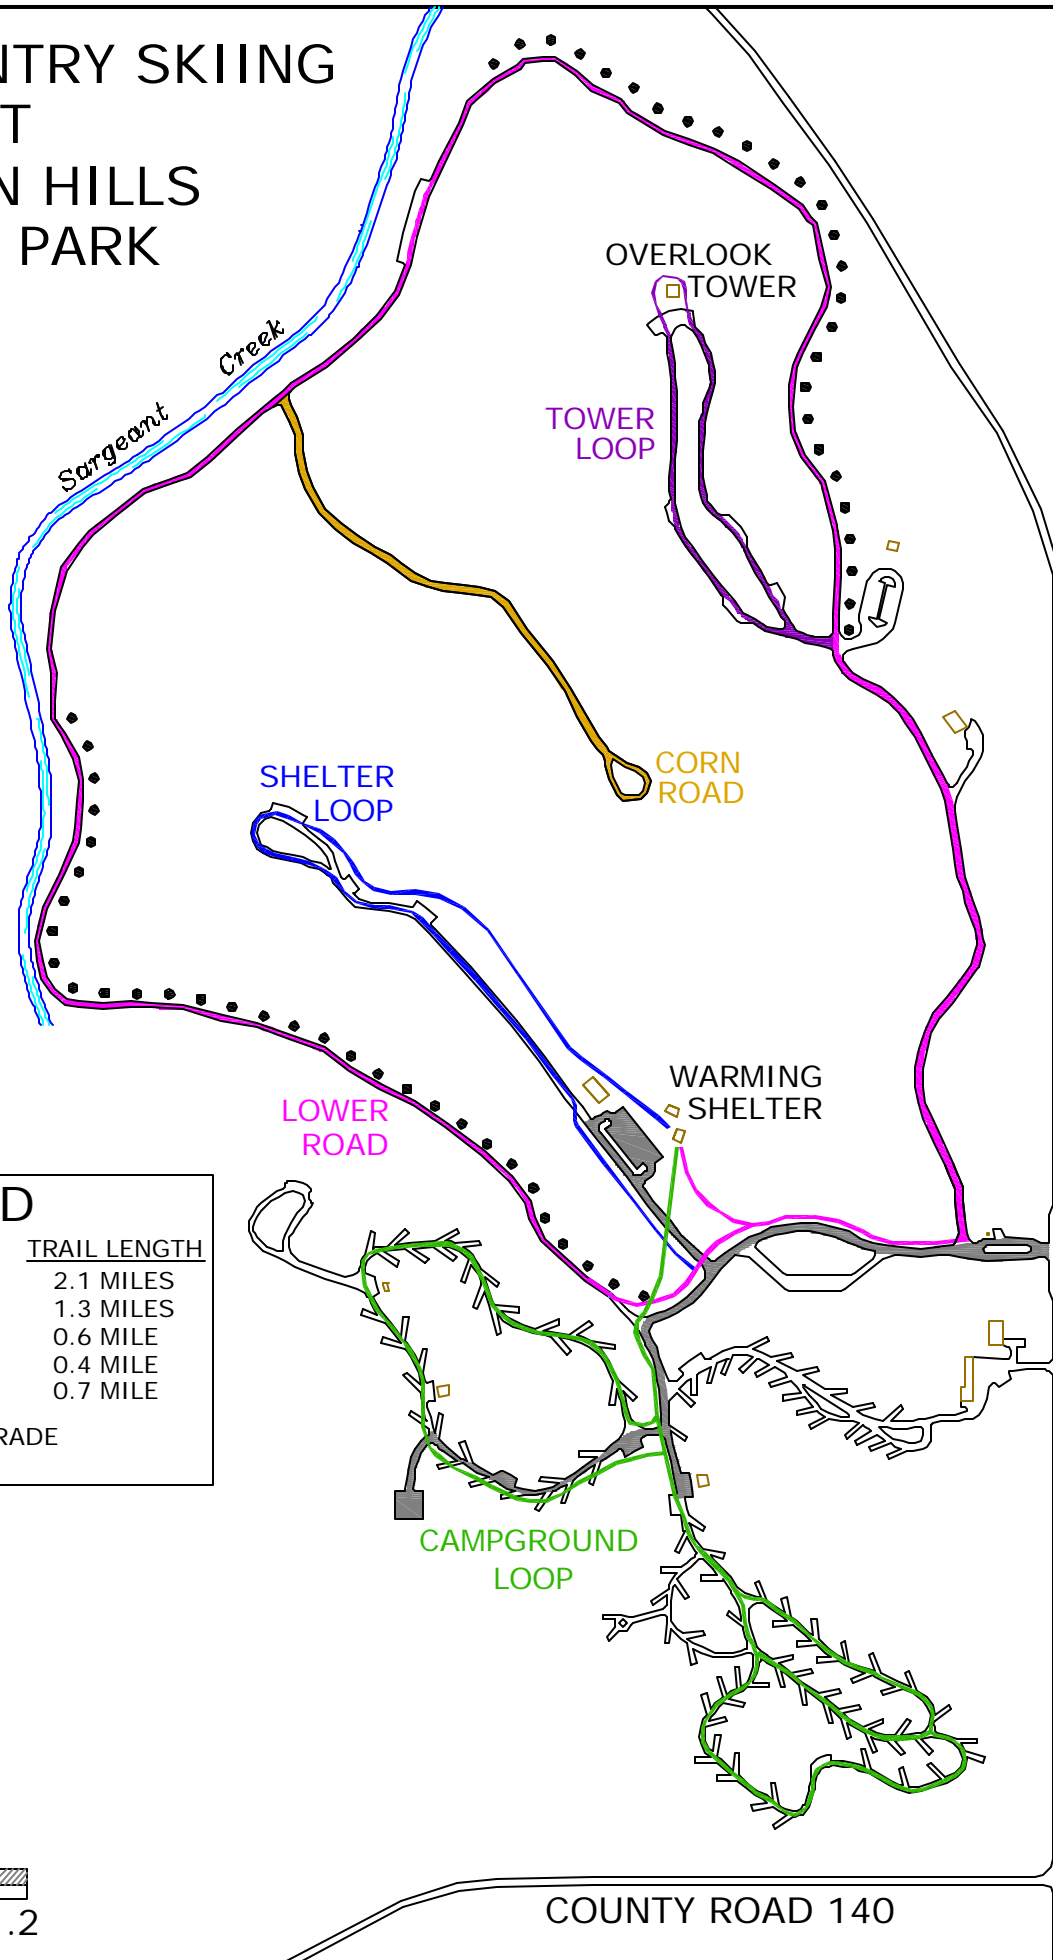 NTRY SKIING
T
N HILLS
PARK
OVERLOOK
TOWER
Creek
Sargeant
TOWER
LOOP
CORN
ROAD
SHELTER
LOOP
WARMING
SHELTER
LOWER
ROAD
D
TRAIL LENGTH
2.1 MILES
1.3 MILES
0.6 MILE
0.4 MILE
0.7 MILE
RADE
CAMPGROUND
LOOP
COUNTY ROAD 140
.2